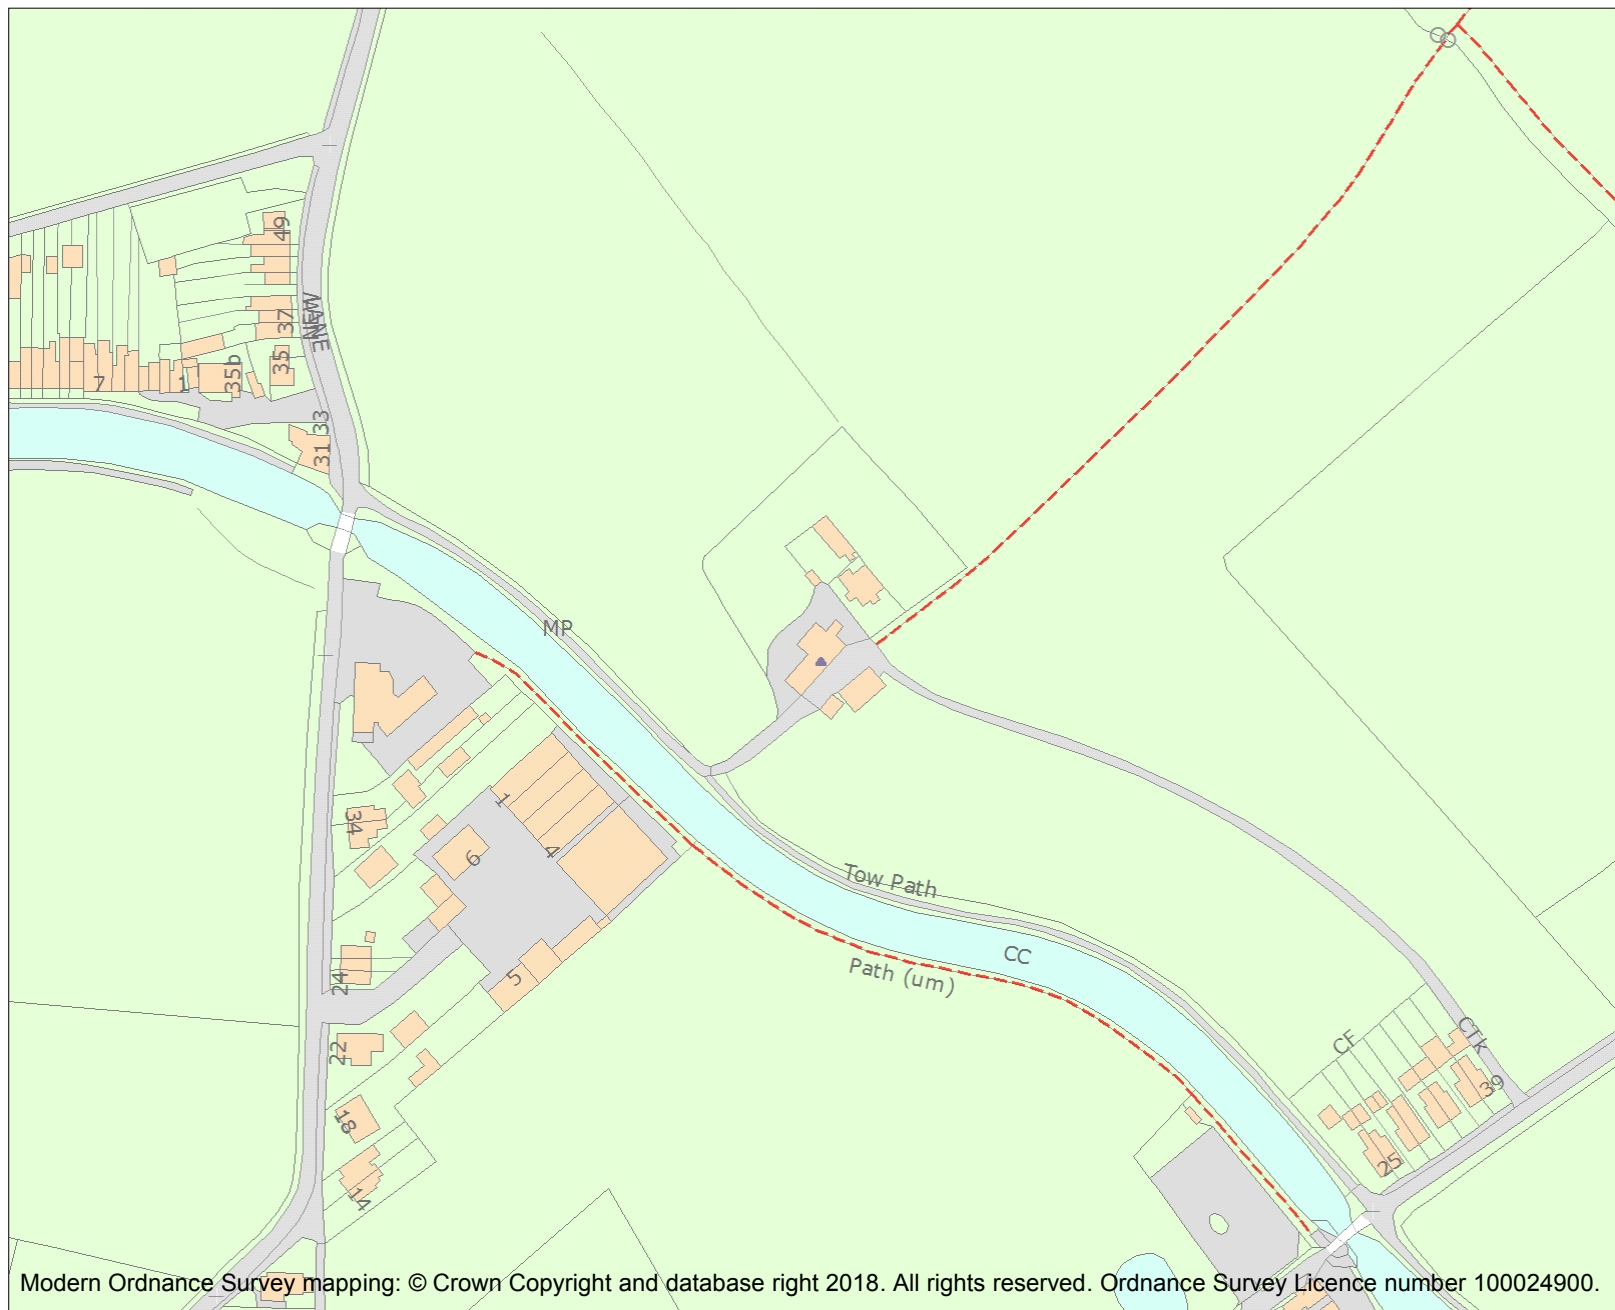 49
37
LANE
35
35b
7
1
33
31
MP
1
34
4
6
Tow Path
CC
Path (um)
24
5
22
CF
CTk
39
18
25
14
Modern Ordnance Survey mapping: © Crown Copyright and database right 2018. All rights reserved. Ordnance Survey Licence number 100024900.